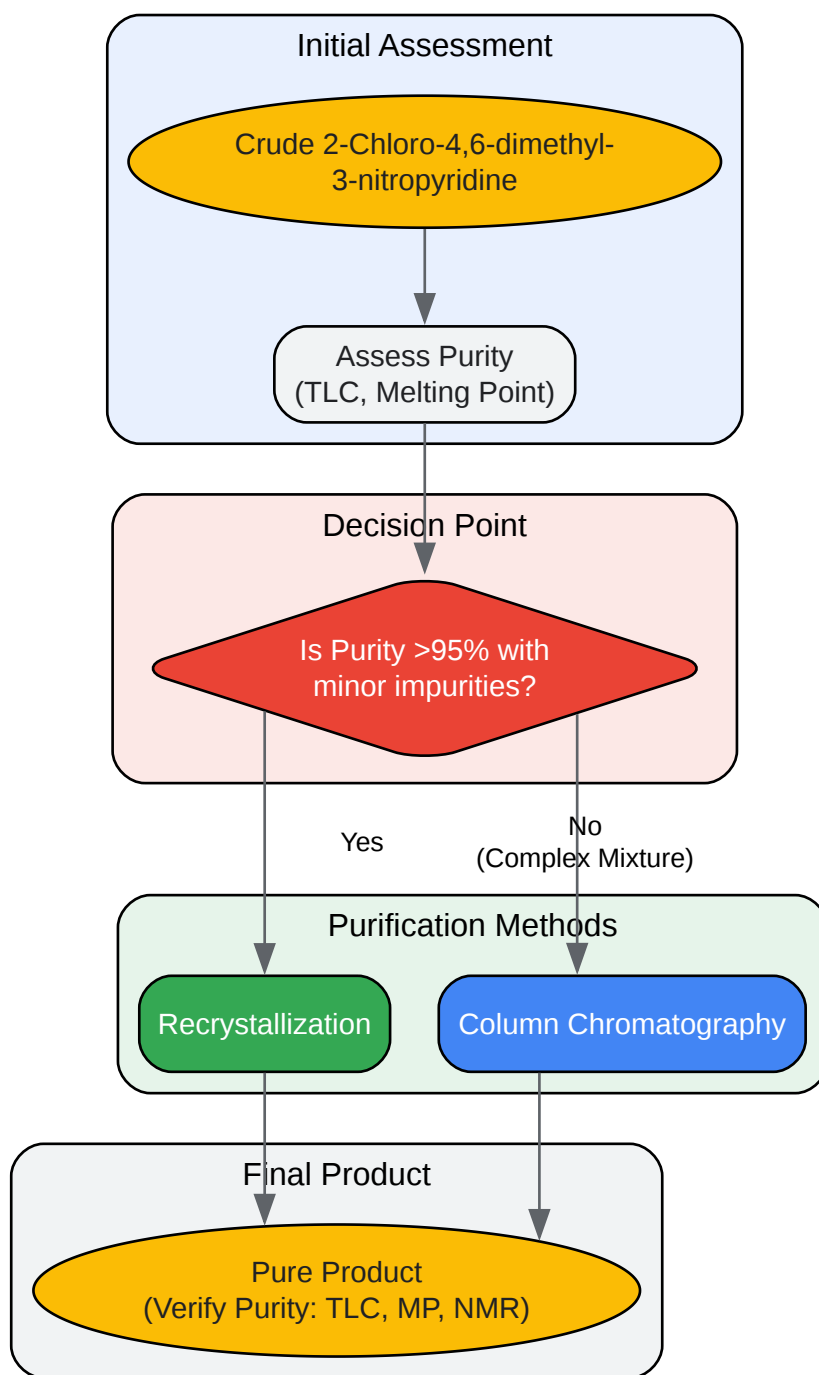 Initial Assessment
Crude 2-Chloro-4,6-dimethyl-
3-nitropyridine
Assess Purity
(TLC, Melting Point)
Decision Point
Is Purity >95% with
minor impurities?
Yes
No
(Complex Mixture)
Purification Methods
Recrystallization
Column Chromatography
Final Product
Pure Product
(Verify Purity: TLC, MP, NMR)